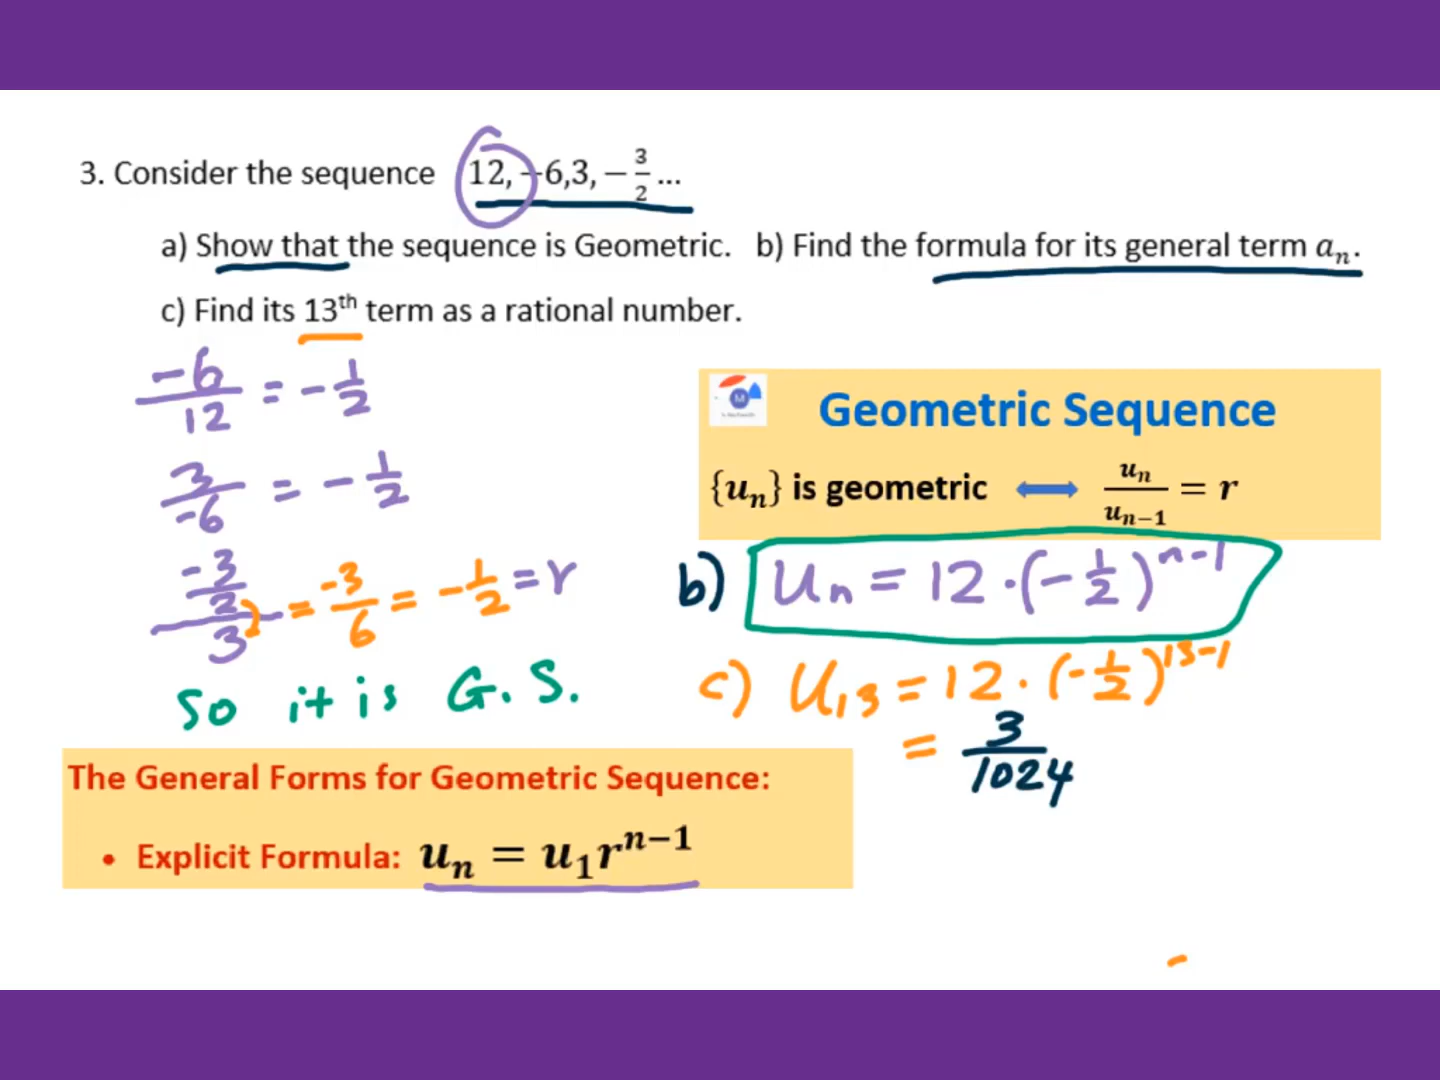 3. Consider the sequence 12, −6,3, − 3/2 ...
a) Show that the sequence is Geometric. b) Find the formula for its general term aₙ.
c) Find its 13ᵗʰ term as a rational number.
-6/12 = - 1/2
3/-6 = - 1/2
(-3/2)/3 2 = -3/6 = - 1/2 = r
So it is G.S.
M
Geometric Sequence
{uₙ} is geometric ⟺ uₙ/uₙ₋₁ = r
b) Uₙ = 12 · (- 1/2)ⁿ⁻¹
c) U₁₃ = 12 · (- 1/2)¹³⁻¹
= 3/1024
The General Forms for Geometric Sequence:
• Explicit Formula: uₙ = u₁rⁿ⁻¹